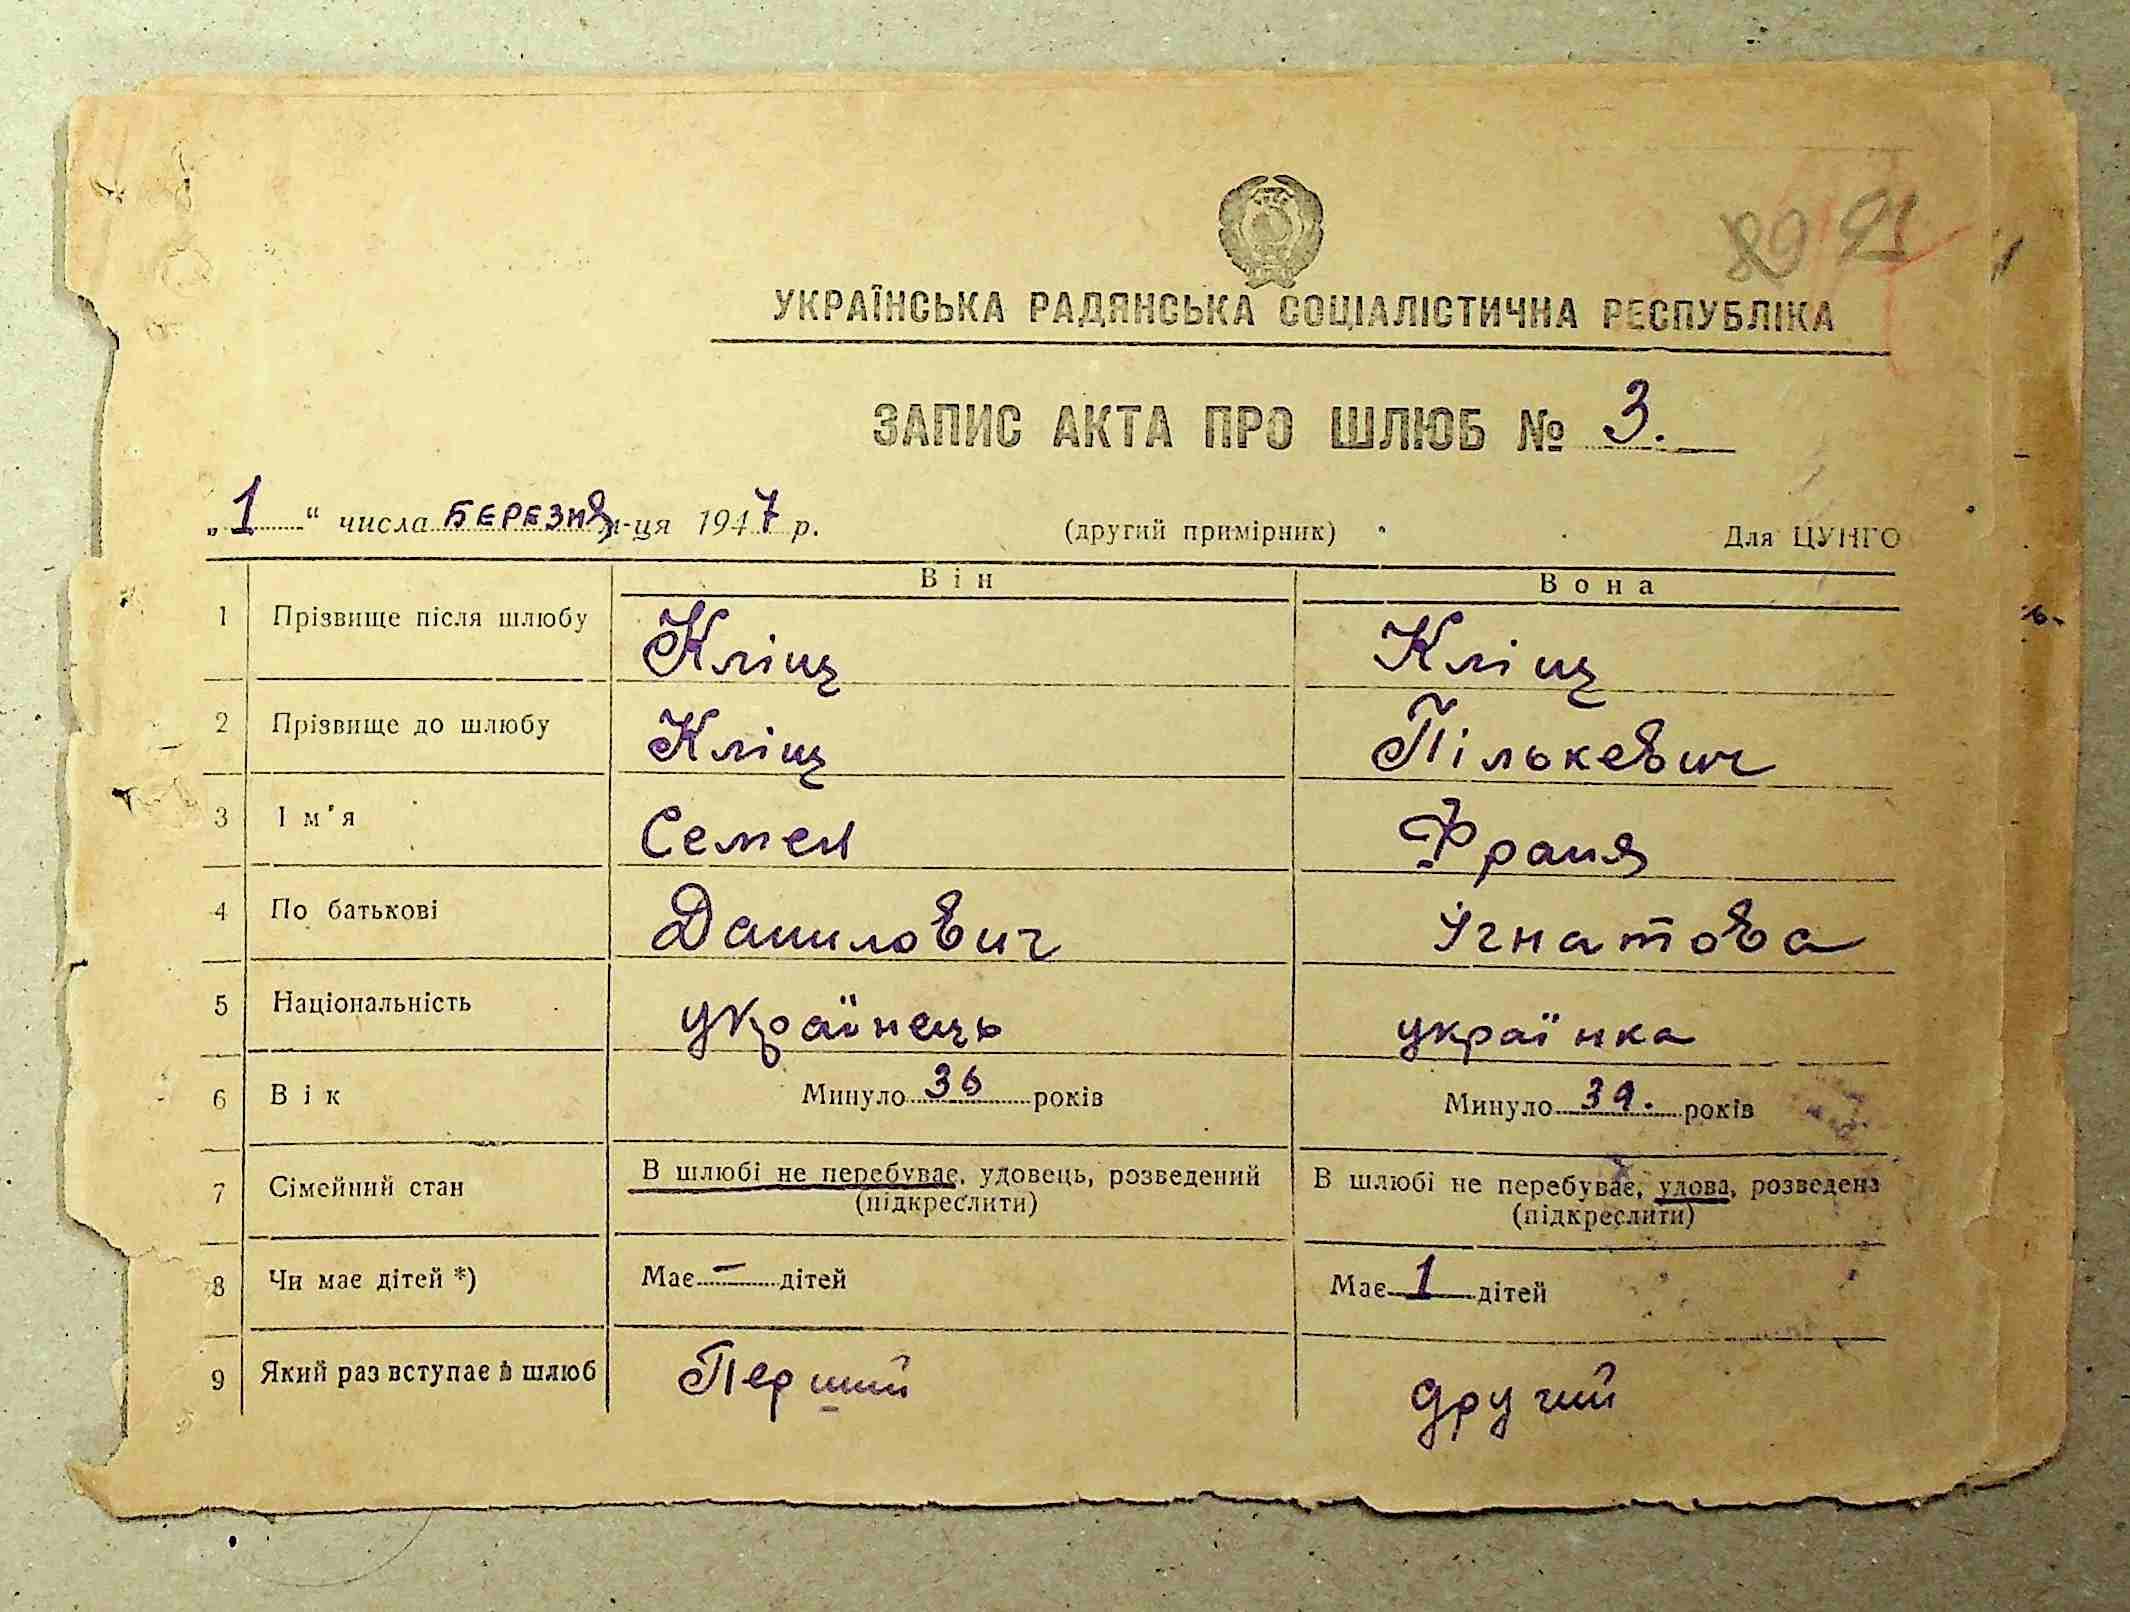 89 91
УКРАЇНСЬКА РАДЯНСЬКА СОЦІАЛІСТИЧНА РЕСПУБЛІКА
ЗАПИС АКТА ПРО ШЛЮБ № 3.
„1“ числа БЕРЕЗНЯ м-ця 1947 р. (другий примірник) Для ЦУНГО
Він Вона
1 Прізвище після шлюбу Кліщ Кліщ
2 Прізвище до шлюбу Кліщ Пількевич
3 Ім'я Семен Франя
4 По батькові Данилович Ігнатова
5 Національність українець українка
6 Вік Минуло 36 років Минуло 39. років
7 Сімейний стан В шлюбі не перебуває, удовець, розведений В шлюбі не перебуває, удова, розведена
(підкреслити) (підкреслити)
8 Чи має дітей *) Має – дітей Має 1 дітей
9 Який раз вступає в шлюб Перший другий